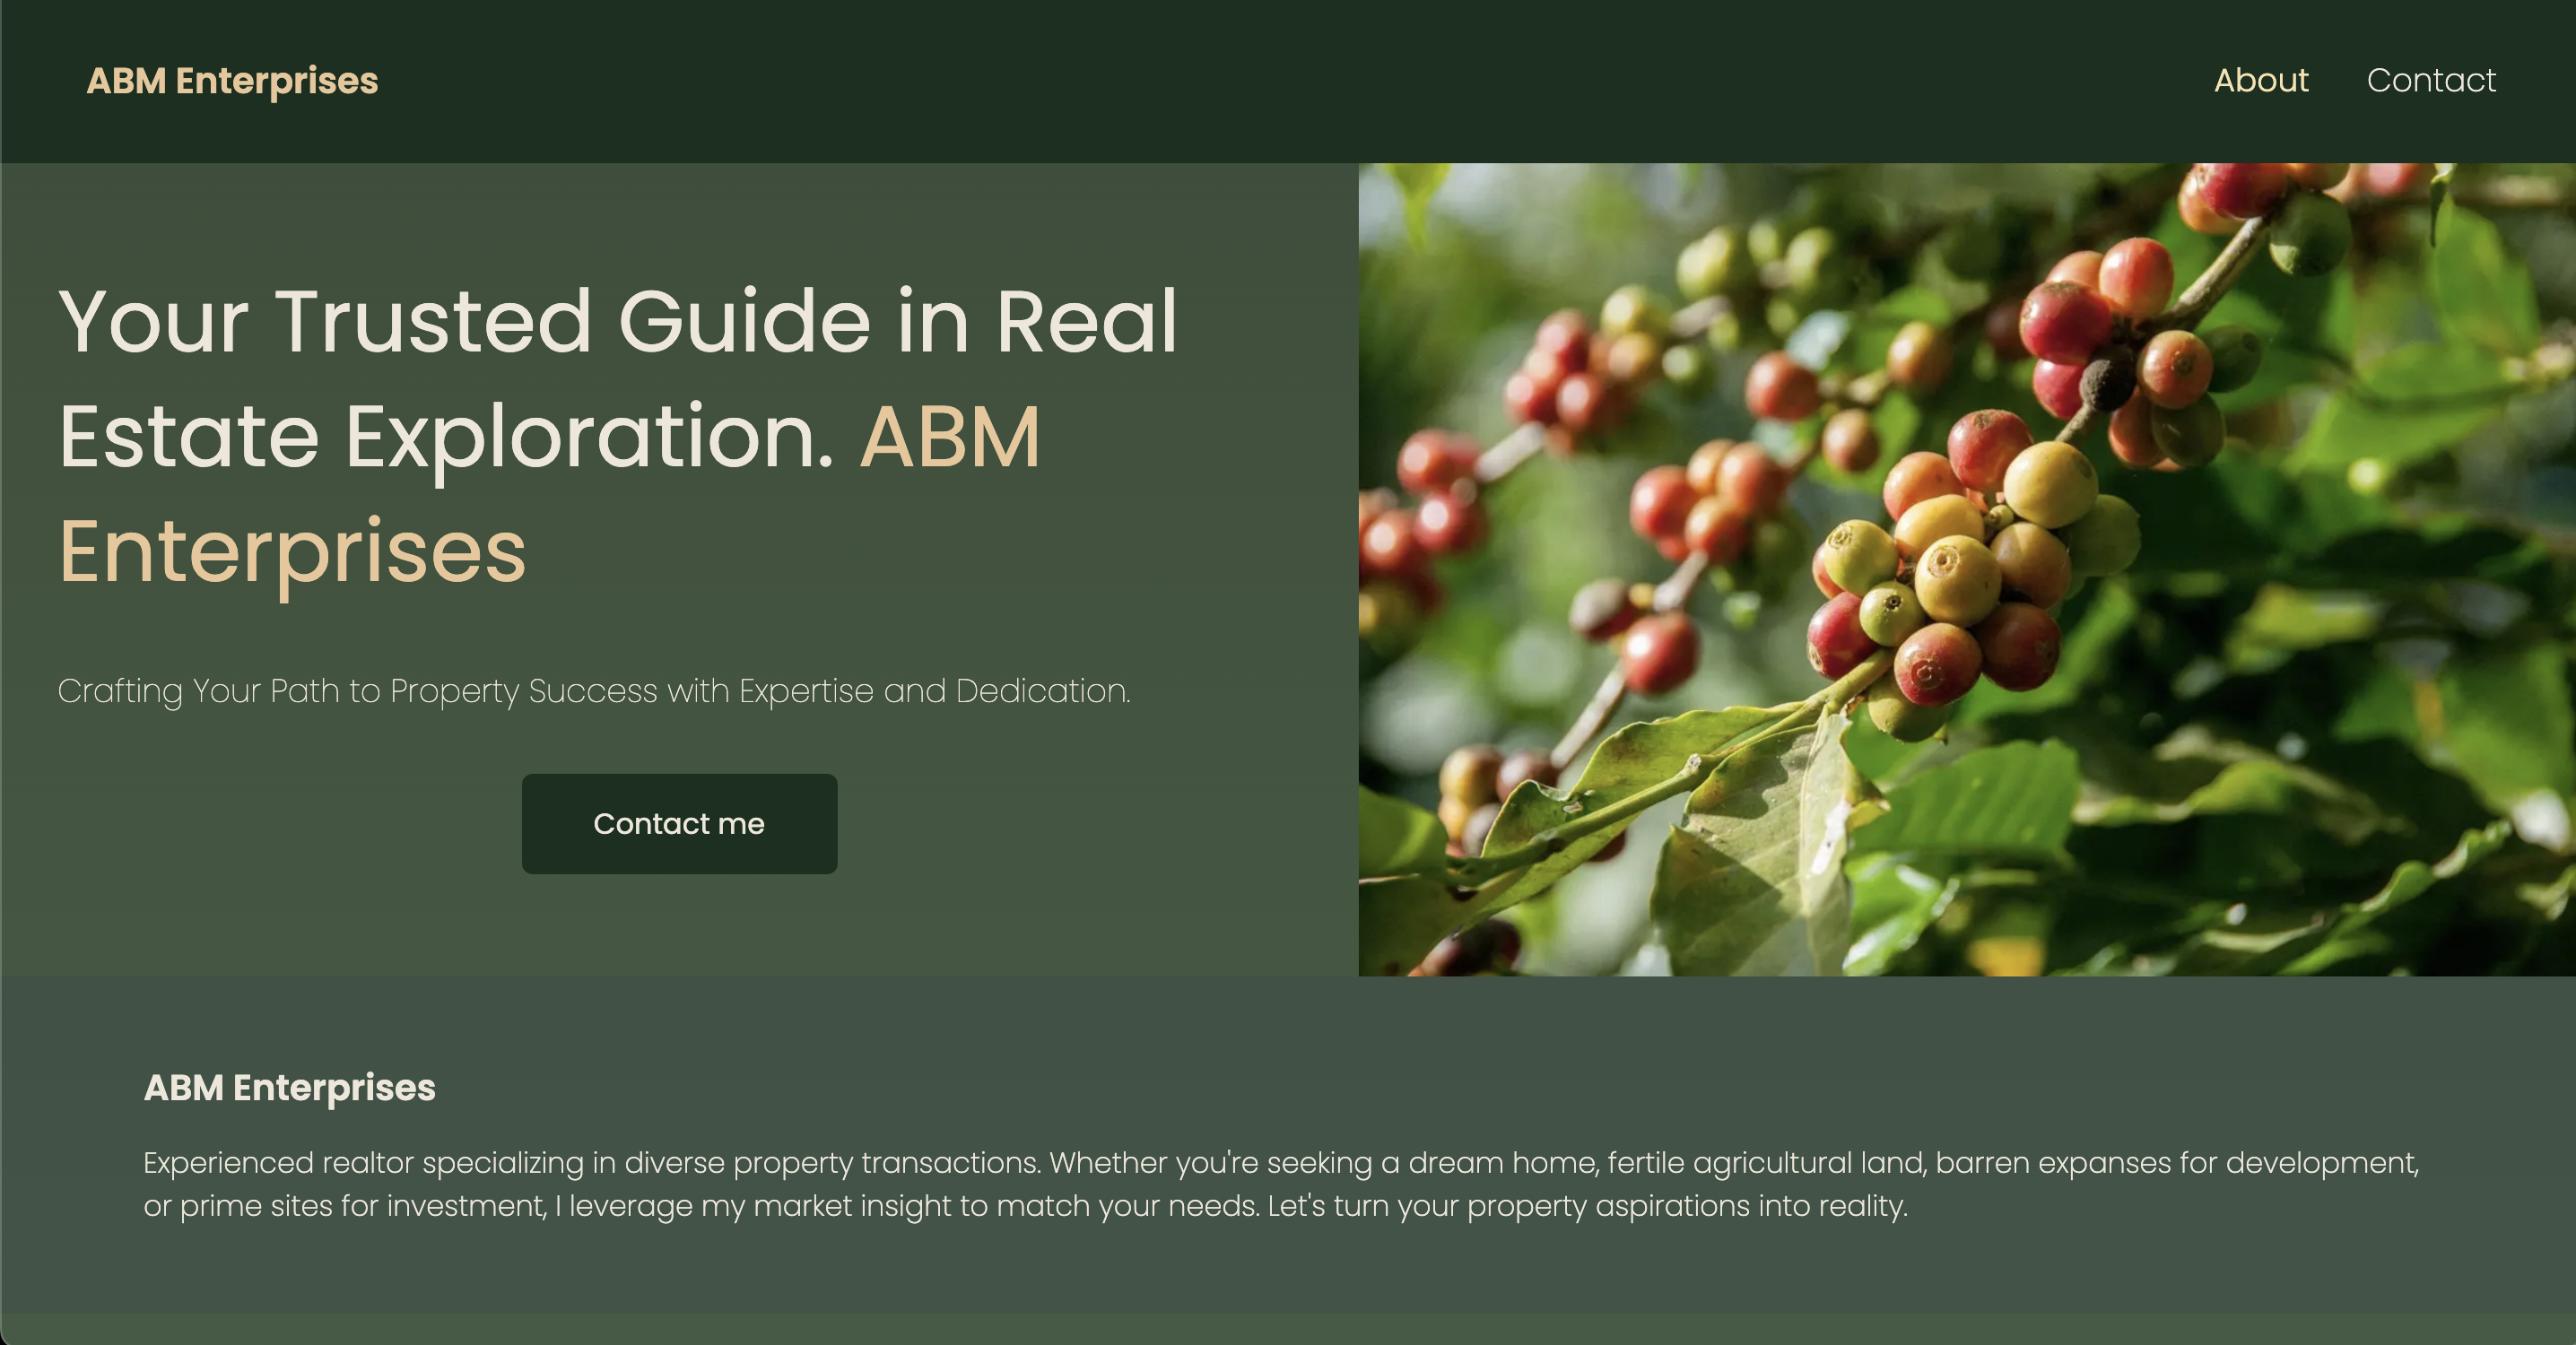 ABM Enterprises
About
Contact
Your Trusted Guide in Real
Estate Exploration. ABM
Enterprises
Crafting Your Path to Property Success with Expertise and Dedication.
Contact me
ABM Enterprises
Experienced realtor specializing in diverse property transactions. Whether you're seeking a dream home, fertile agricultural land, barren expanses for development,
or prime sites for investment, I leverage my market insight to match your needs. Let's turn your property aspirations into reality.